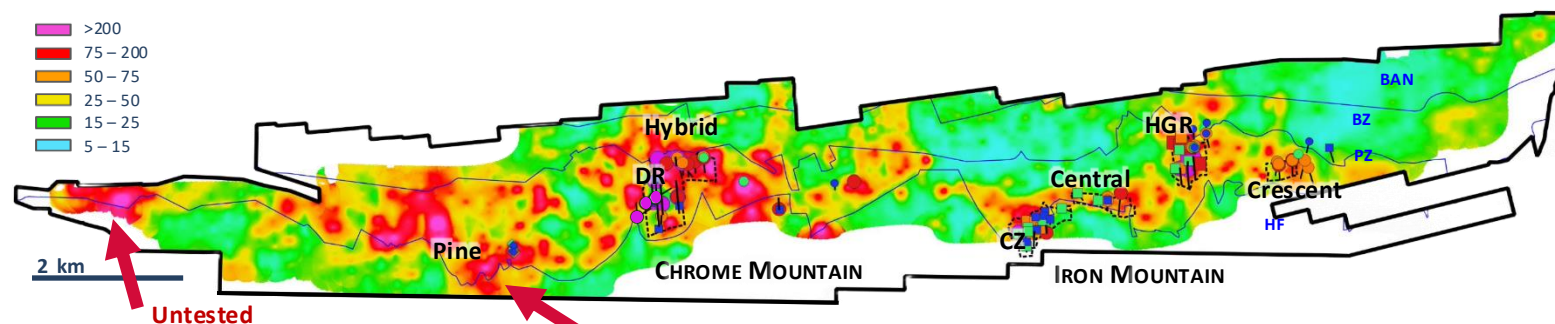 >200
75 – 200
50 – 75
25 – 50
15 – 25
5 – 15
BAN
BZ
PZ
HF
Hybrid
DR
HGR
Central
Crescent
CZ
Pine
2 km
CHROME MOUNTAIN
IRON MOUNTAIN
Untested